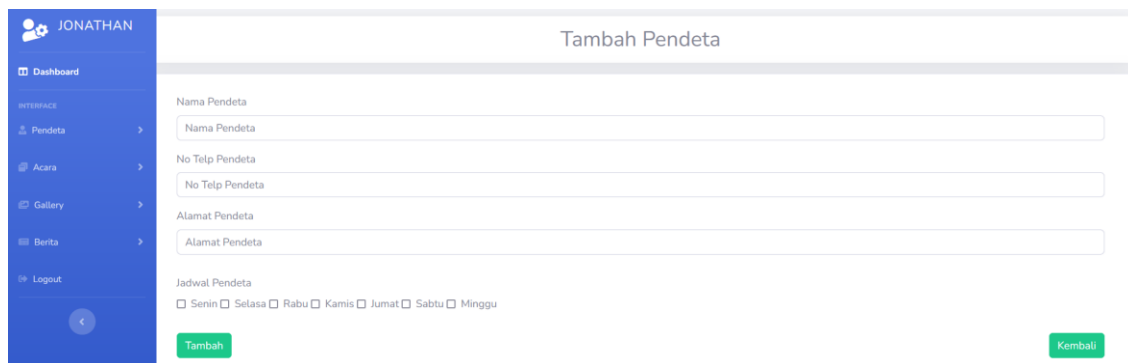 JONATHAN
Dashboard
INTERFACE
Pendeta
Acara
Gallery
Berita
Logout
Tambah Pendeta
Nama Pendeta
Nama Pendeta
No Telp Pendeta
No Telp Pendeta
Alamat Pendeta
Alamat Pendeta
Jadwal Pendeta
Senin Selasa Rabu Kamis Jumat Sabtu Minggu
Tambah Kembali